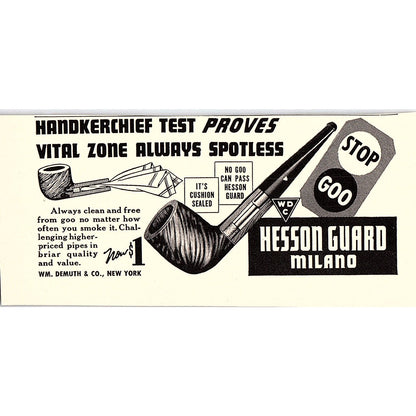 HANDKERCHIEF TEST PROVES
VITAL ZONE ALWAYS SPOTLESS
IT'S
CUSHION
SEALED
NO GOO
CAN PASS
HESSON
GUARD
STOP
GOO
Always clean and free
from goo no matter how
often you smoke it. Chal-
lenging higher-
priced pipes in
briar quality
and value.
Now $1
WM. DEMUTH & CO., NEW YORK
WDC
HESSON GUARD
MILANO